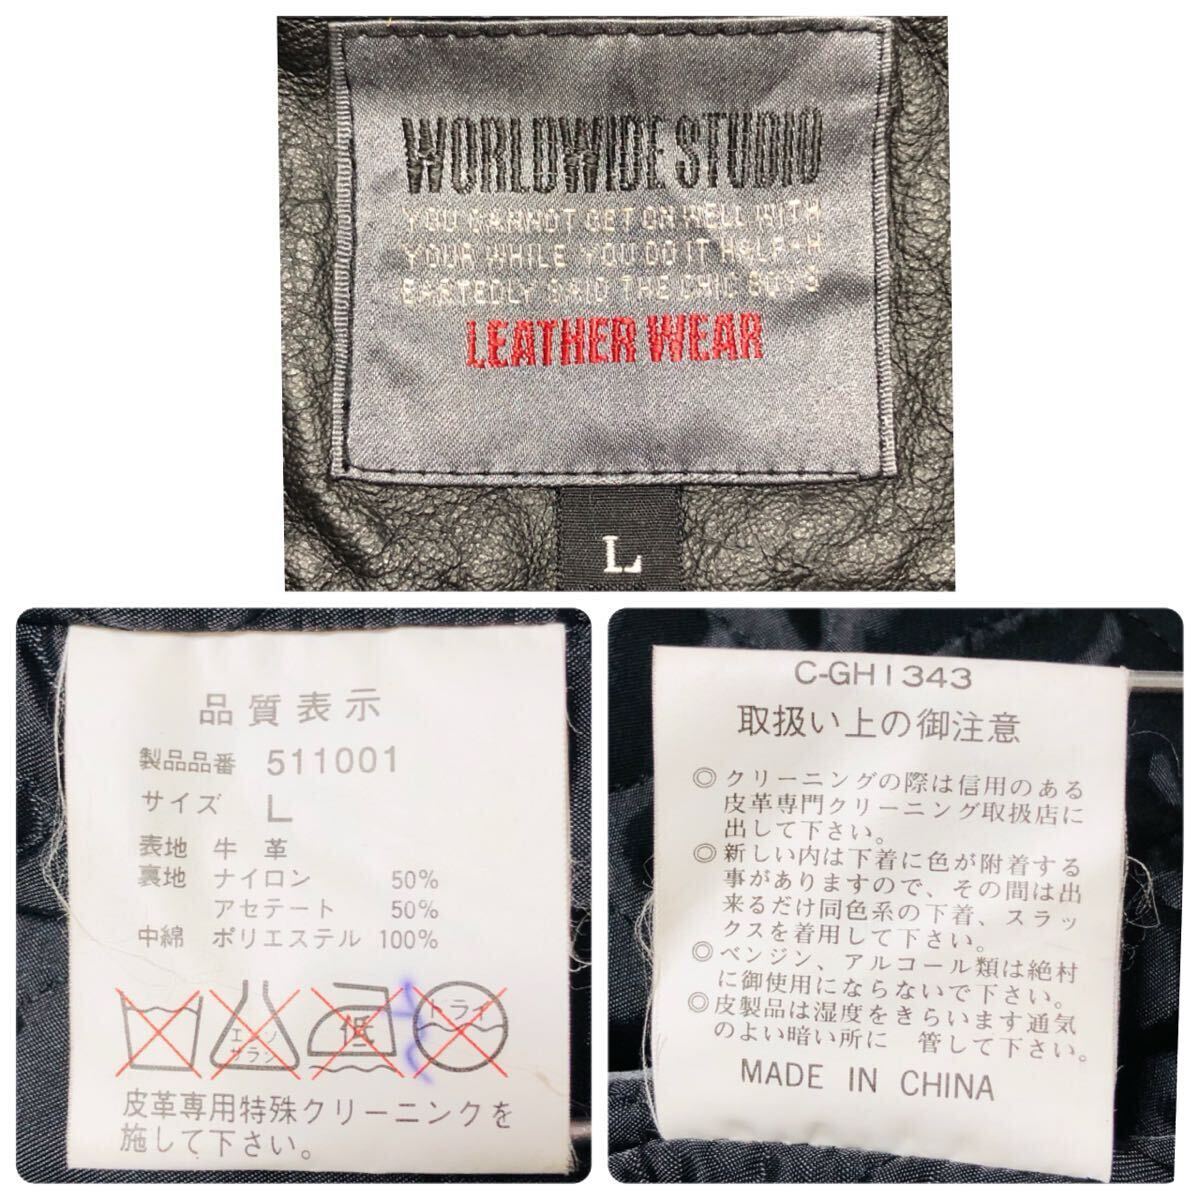 WORLDWIDE STUDIO
YOU CANNOT GET ON WELL WITH
YOUR WHILE YOU DO IT HALF-H
EARTEDLY SAID THE CHIC BOYS
LEATHER WEAR
L
品質表示
製品品番 511001
サイズ L
表地 牛革
裏地 ナイロン 50%
アセテート 50%
中綿 ポリエステル 100%
エンソ
サラシ
低
ドライ
皮革専用特殊クリーニングを
施して下さい。
C-GH1343
取扱い上の御注意
◎クリーニングの際は信用のある
皮革専門クリーニング取扱店に
出して下さい。
◎新しい内は下着に色が附着する
事がありますので、その間は出
来るだけ同色系の下着、スラッ
クスを着用して下さい。
◎ベンジン、アルコール類は絶村
に御使用にならないで下さい。
◎皮製品は湿度をきらいます通気
のよい暗い所に 管して下さい。
MADE IN CHINA